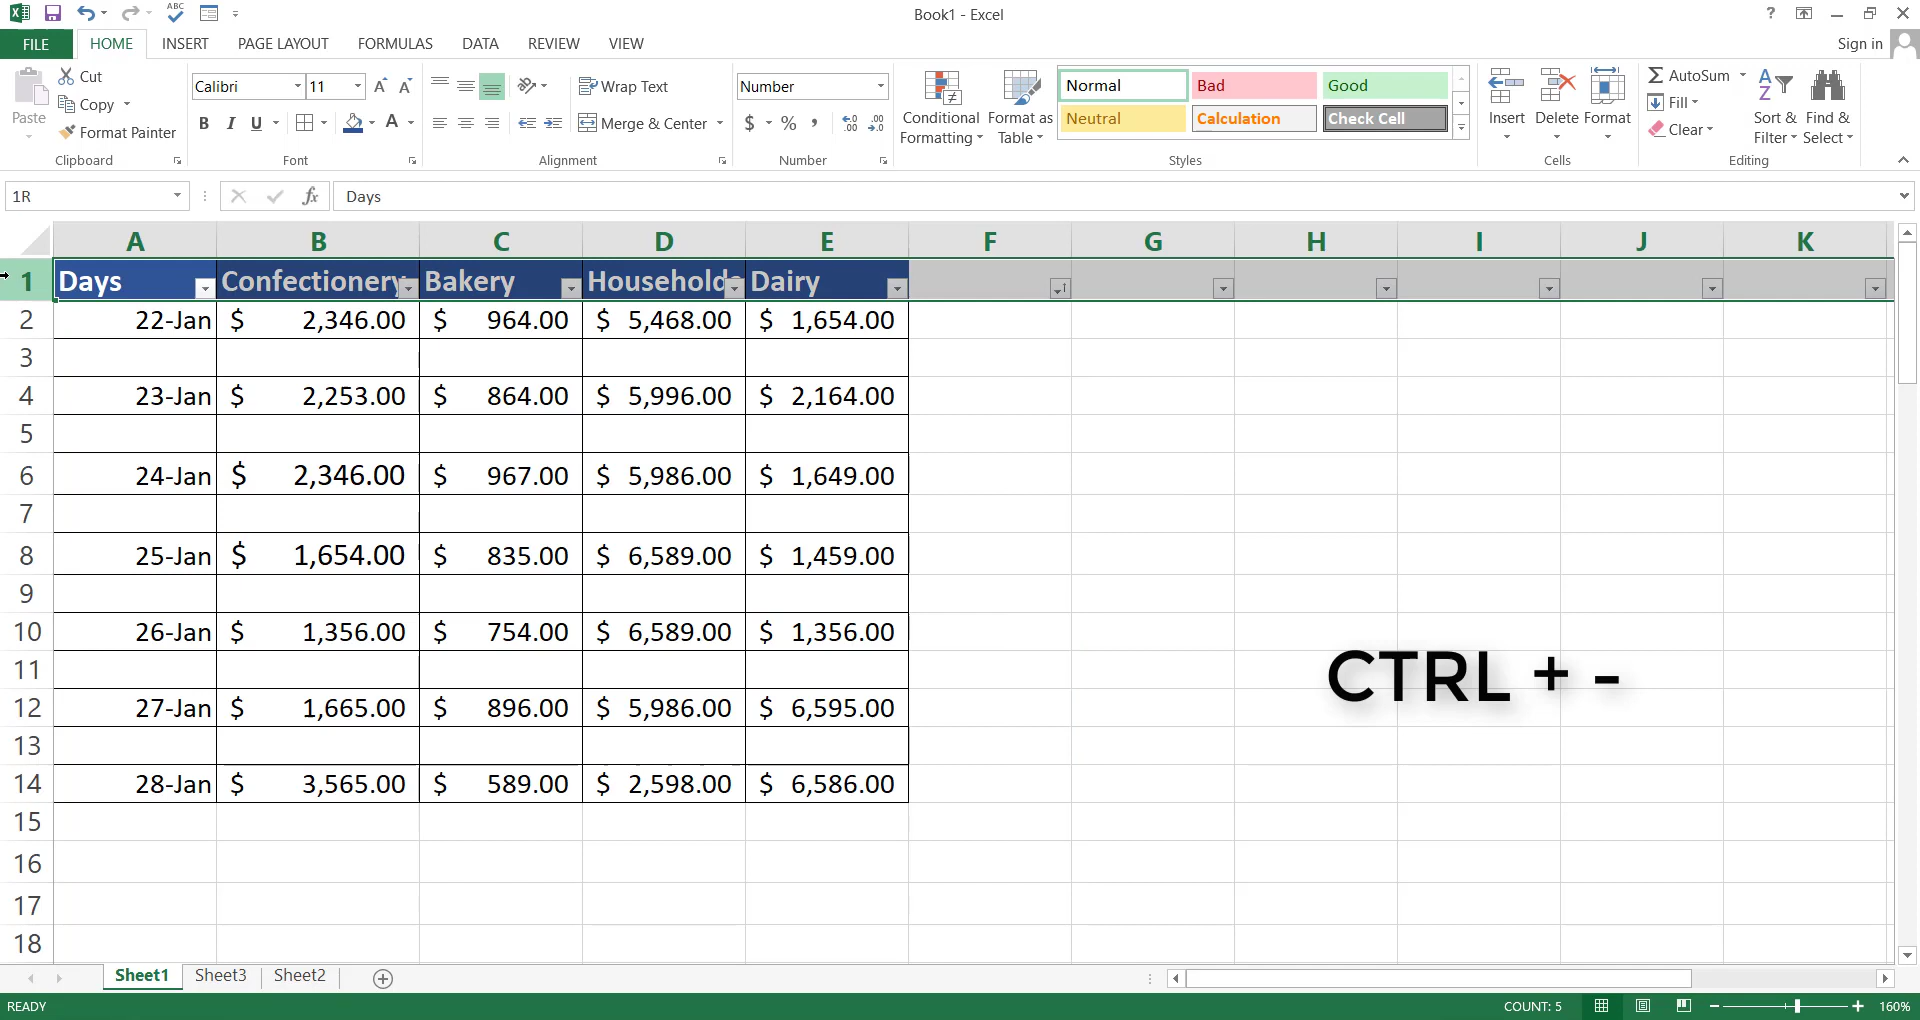 Book1 - Excel
FILE HOME INSERT PAGE LAYOUT FORMULAS DATA REVIEW VIEW Sign in
Paste Cut Copy Format Painter
Calibri 11 A A
B I U A
Wrap Text
Merge & Center
Number
$ % , .00 .0
Conditional Formatting
Format as Table
Normal Bad Good
Neutral Calculation Check Cell
Insert Delete Format
AutoSum
Fill
Clear
Sort & Filter
Find & Select
Clipboard Font Alignment Number Styles Cells Editing
1R fx Days
A B C D E F G H I J K
1 Days Confectionery Bakery Household Dairy
2 22-Jan $ 2,346.00 $ 964.00 $ 5,468.00 $ 1,654.00
3
4 23-Jan $ 2,253.00 $ 864.00 $ 5,996.00 $ 2,164.00
5
6 24-Jan $ 2,346.00 $ 967.00 $ 5,986.00 $ 1,649.00
7
8 25-Jan $ 1,654.00 $ 835.00 $ 6,589.00 $ 1,459.00
9
10 26-Jan $ 1,356.00 $ 754.00 $ 6,589.00 $ 1,356.00
11
CTRL + -
12 27-Jan $ 1,665.00 $ 896.00 $ 5,986.00 $ 6,595.00
13
14 28-Jan $ 3,565.00 $ 589.00 $ 2,598.00 $ 6,586.00
15
16
17
18
Sheet1 Sheet3 Sheet2
READY COUNT: 5 160%